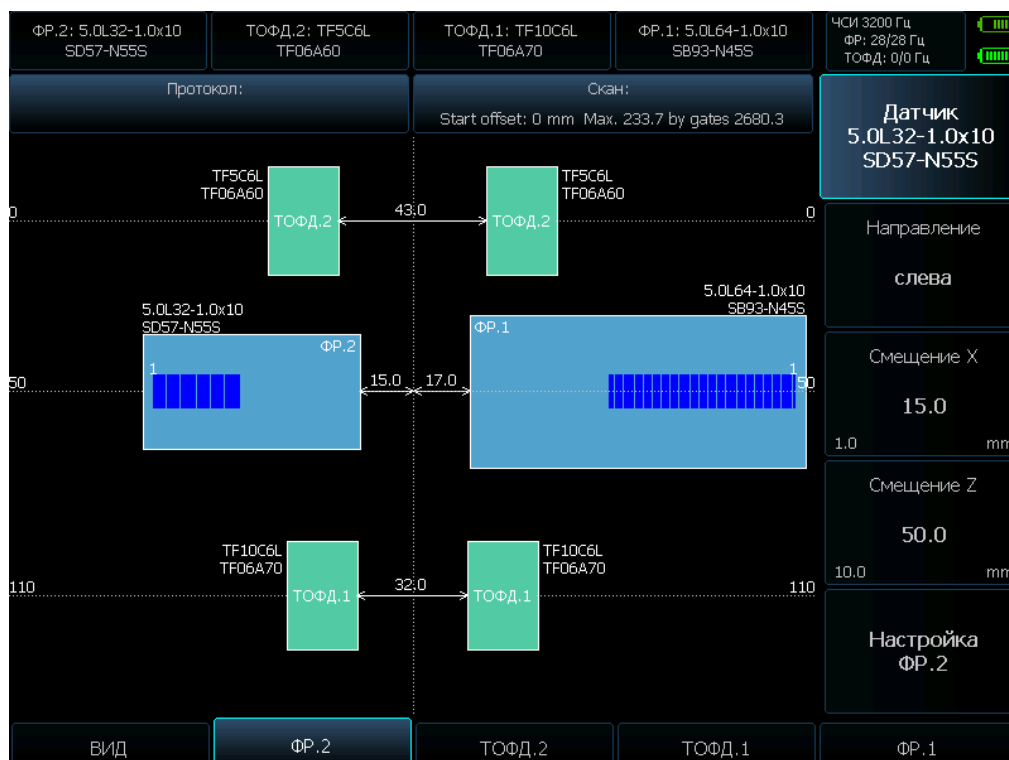 ФР.2: 5.0L32-1.0x10
SD57-N55S
ТОФД.2: TF5C6L
TF06A60
ТОФД.1: TF10C6L
TF06A70
ФР.1: 5.0L64-1.0x10
SB93-N45S
ЧСИ 3200 Гц
ФР: 28/28 Гц
ТОФД: 0/0 Гц
Протокол:
Скан:
Start offset: 0 mm Max. 233.7 by gates 2680.3
Датчик
5.0L32-1.0x10
SD57-N55S
TF5C6L
TF06A60
TF5C6L
TF06A60
0
ТОФД.2
43.0
ТОФД.2
0
Направление
слева
5.0L32-1.0x10
SD57-N55S
5.0L64-1.0x10
SB93-N45S
ФР.2
ФР.1
1
1
50
15.0
17.0
50
Смещение X
15.0
1.0
mm
Смещение Z
50.0
10.0
mm
TF10C6L
TF06A70
TF10C6L
TF06A70
110
ТОФД.1
32.0
ТОФД.1
110
Настройка
ФР.2
ВИД
ФР.2
ТОФД.2
ТОФД.1
ФР.1